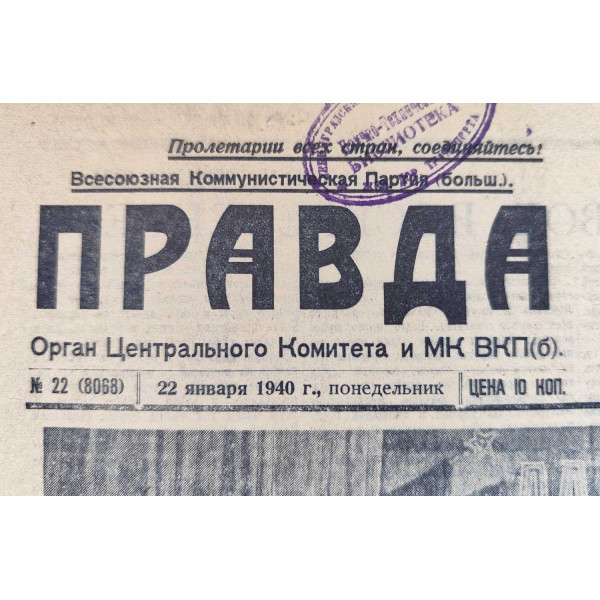 Пролетарии всех стран, соединяйтесь!
Всесоюзная Коммунистическая Партия (больш.).
ПРАВДА
Орган Центрального Комитета и МК ВКП(б).
№ 22 (8068)
22 января 1940 г., понедельник
ЦЕНА 10 КОП.
БИБЛИОТЕКА